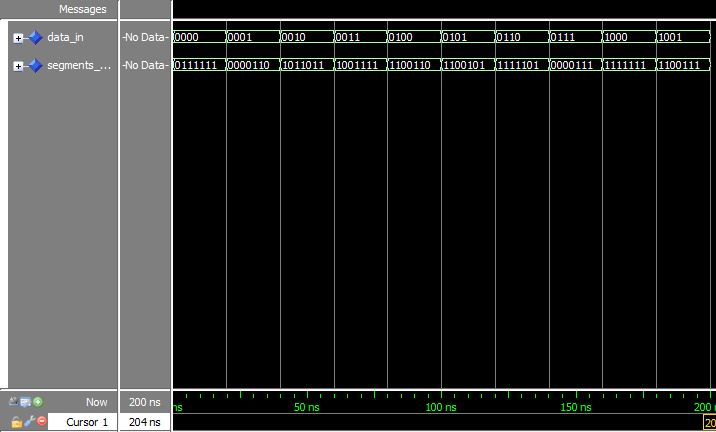 Messages
data_in -No Data- 0000 0001 0010 0011 0100 0101 0110 0111 1000 1001
segments_... -No Data- 0111111 0000110 1011011 1001111 1100110 1100101 1111101 0000111 1111111 1100111
Now 200 ns ns 50 ns 100 ns 150 ns 200
Cursor 1 204 ns 20